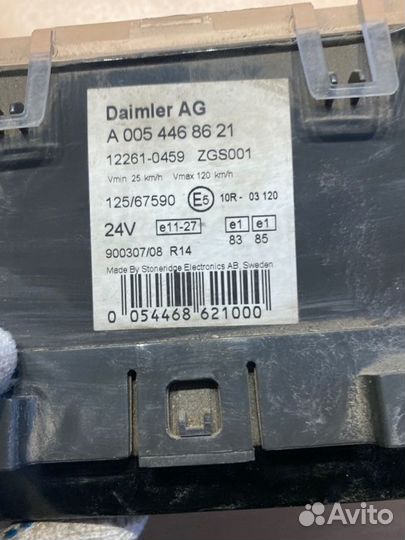 Daimler AG
A 005 446 86 21
12261-0459 ZGS001
Vmin 25 km/h Vmax 120 km/h
125/67590 E5 10R - 03 120
24V e11-27 e1 e1
83 85
900307/08 R14
Made By Stoneridge Electronics AB, Sweden
0 054468 621000
Avito